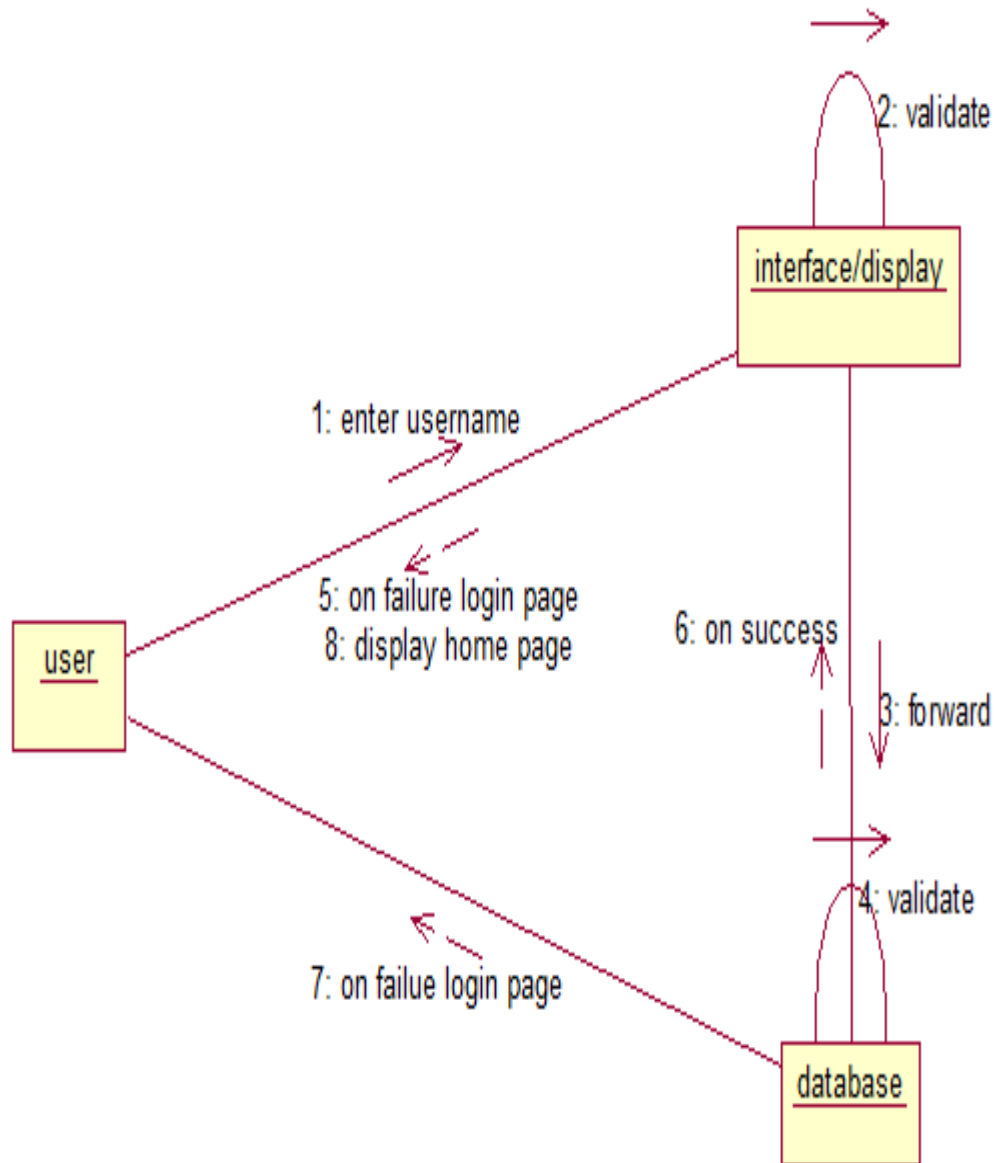 2: validate
interface/display
1: enter username
5: on failure login page
8: display home page
6: on success
user
3: forward
4: validate
7: on failue login page
database